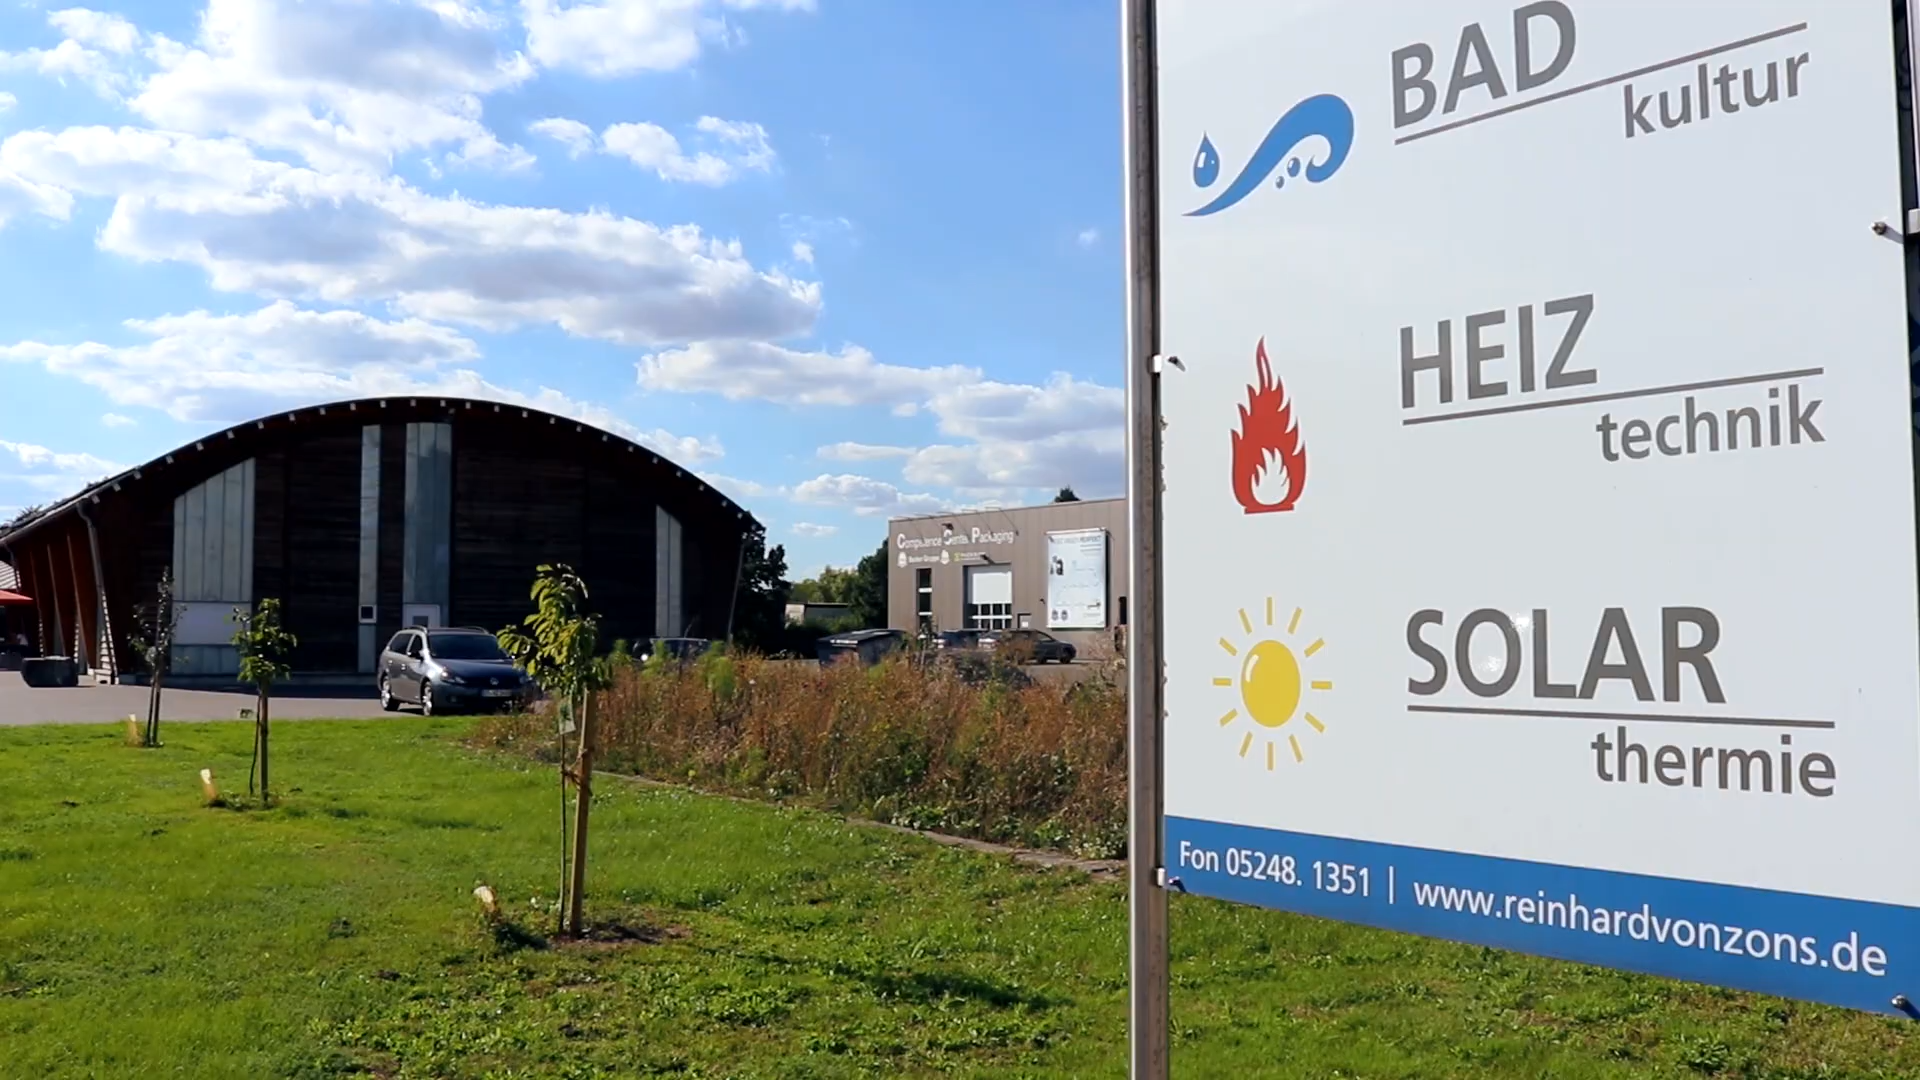 BAD
kultur
HEIZ
technik
SOLAR
thermie
Fon 05248. 1351 | www.reinhardvonzons.de
Competence Center Packaging